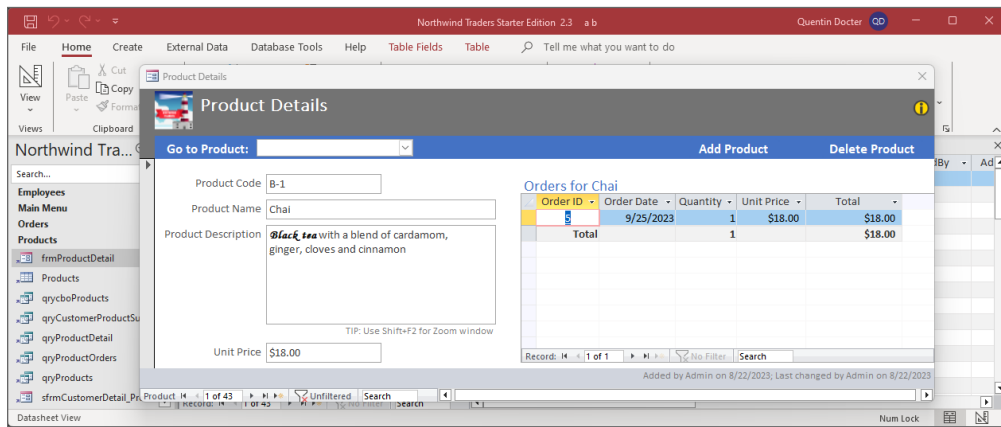 Northwind Traders Starter Edition 2.3 a b
Quentin Docter QD
File Home Create External Data Database Tools Help Table Fields Table Tell me what you want to do
View
Views
Paste
Cut
Copy
Format
Clipboard
Product Details
Product Details
Go to Product: Add Product Delete Product
Northwind Tra...
Search...
Employees
Main Menu
Orders
Products
frmProductDetail
Products
qrycboProducts
qryCustomerProductSu
qryProductDetail
qryProductOrders
qryProducts
sfrmCustomerDetail_Pr
Product Code B-1
Product Name Chai
Product Description Black tea with a blend of cardamom,
ginger, cloves and cinnamon
TIP: Use Shift+F2 for Zoom window
Unit Price $18.00
Orders for Chai
Order ID Order Date Quantity Unit Price Total
5 9/25/2023 1 $18.00 $18.00
Total 1 $18.00
Record: 1 of 1 No Filter Search
Added by Admin on 8/22/2023; Last changed by Admin on 8/22/2023
Product 1 of 43 Unfiltered Search
Record: 1 of 43 No Filter Search
By Ad
Datasheet View Num Lock